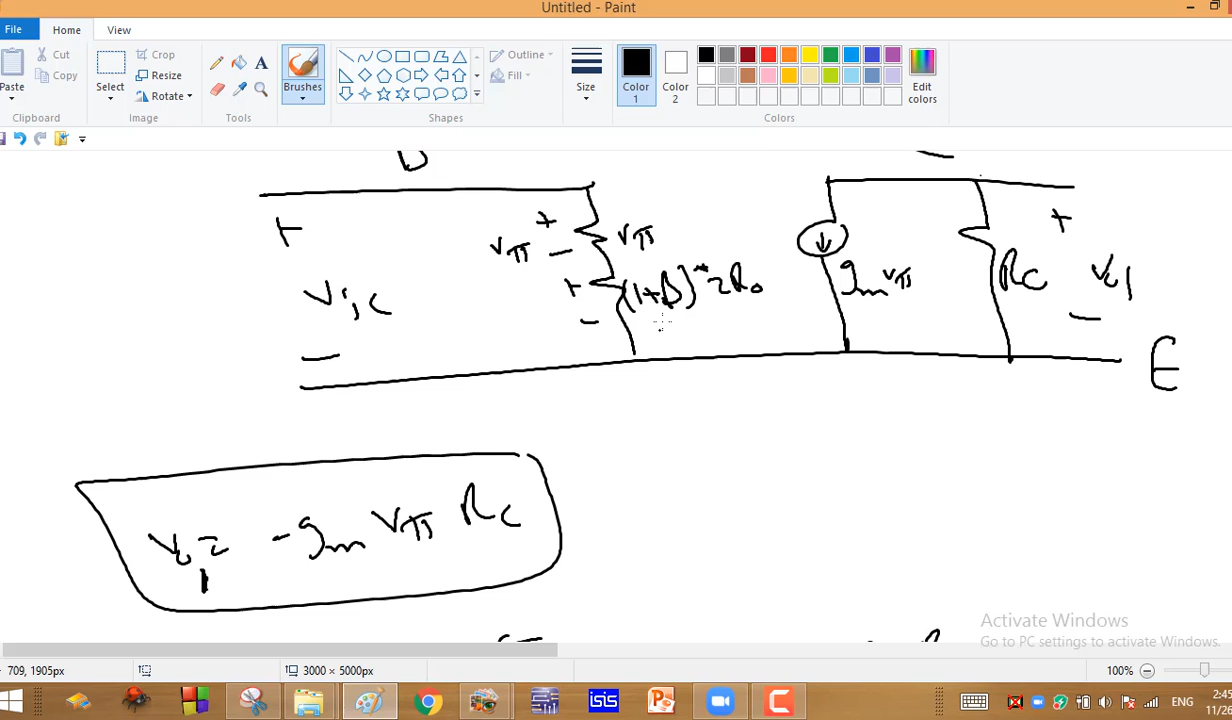 Untitled - Paint
File Home View
Cut
Copy
Paste
Crop
Resize
Rotate
Select
Brushes
Outline
Fill
Size
Color 1
Color 2
Edit colors
Clipboard
Image
Tools
Shapes
Colors
+
Vic
−
+ vπ −
vπ
+ (1+β)*2Ro −
gm vπ
Rc
+
−
E
-gm Vπ Rc
Activate Windows
Go to PC settings to activate Windows.
709, 1905px
3000 × 5000px
100%
isis
ENG
2:45
11/26